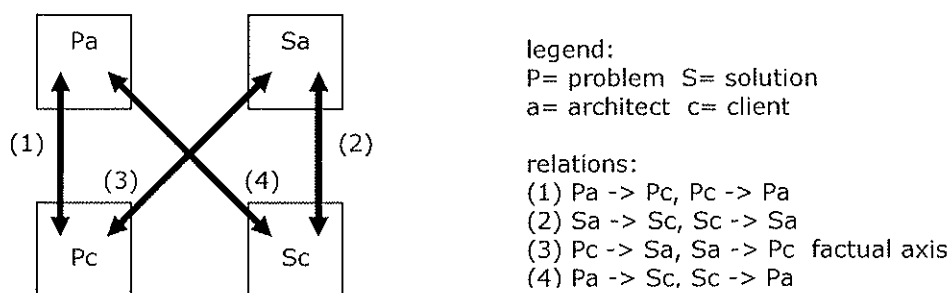 Pa Sa
(1) (2)
(3) (4)
Pc Sc
legend:
P= problem S= solution
a= architect c= client
relations:
(1) Pa -> Pc, Pc -> Pa
(2) Sa -> Sc, Sc -> Sa
(3) Pc -> Sa, Sa -> Pc factual axis
(4) Pa -> Sc, Sc -> Pa